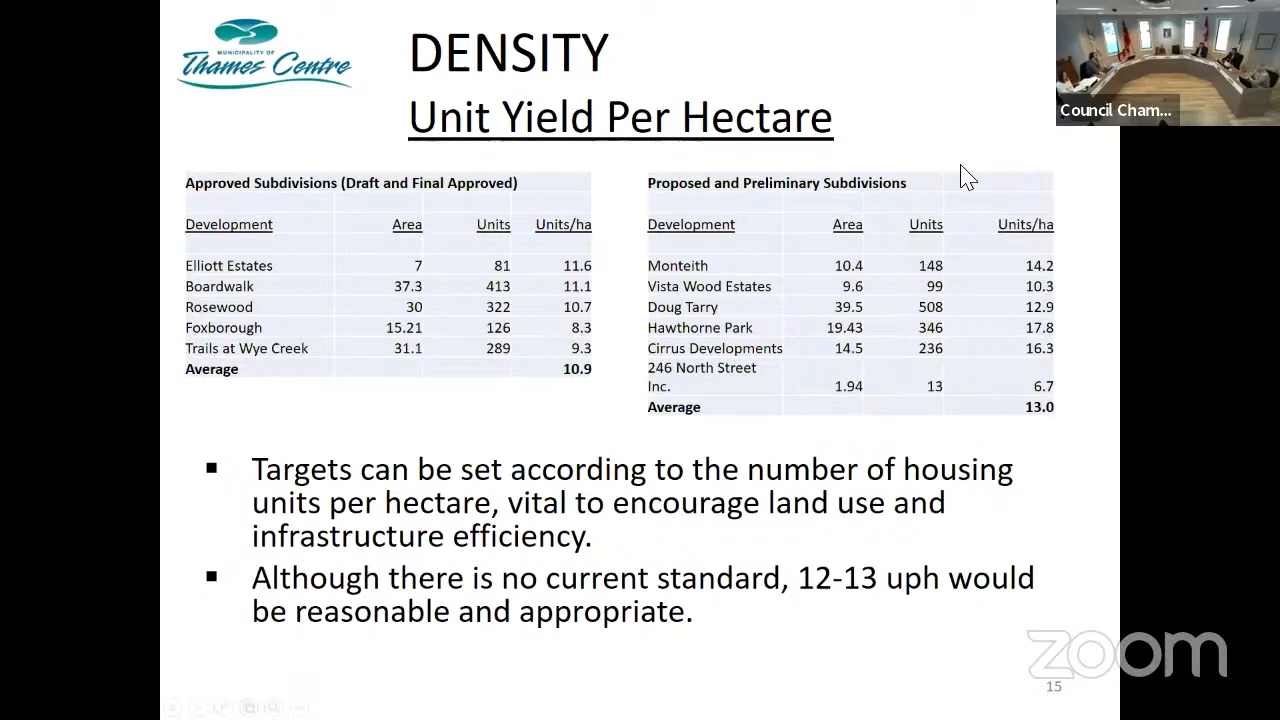 MUNICIPALITY OF
Thames Centre
DENSITY
Unit Yield Per Hectare
Council Cham...
Approved Subdivisions (Draft and Final Approved)
Development Area Units Units/ha
Elliott Estates 7 81 11.6
Boardwalk 37.3 413 11.1
Rosewood 30 322 10.7
Foxborough 15.21 126 8.3
Trails at Wye Creek 31.1 289 9.3
Average 10.9
Proposed and Preliminary Subdivisions
Development Area Units Units/ha
Monteith 10.4 148 14.2
Vista Wood Estates 9.6 99 10.3
Doug Tarry 39.5 508 12.9
Hawthorne Park 19.43 346 17.8
Cirrus Developments 14.5 236 16.3
246 North Street
Inc. 1.94 13 6.7
Average 13.0
▪ Targets can be set according to the number of housing
units per hectare, vital to encourage land use and
infrastructure efficiency.
▪ Although there is no current standard, 12-13 uph would
be reasonable and appropriate.
zoom
15